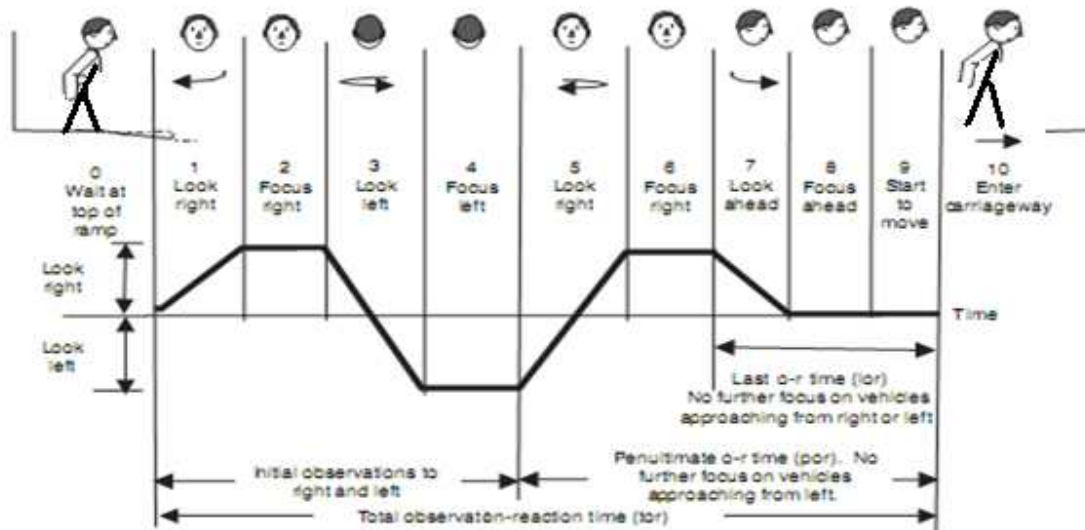 0
Wait at
top of
ramp
1
Look
right
2
Focus
right
3
Look
left
4
Focus
left
5
Look
right
6
Focus
right
7
Look
ahead
8
Focus
ahead
9
Start
to
move
10
Enter
carriageway
Look
right
Look
left
Time
Last o-r time (lor)
No further focus on vehicles
approaching from right or left
Initial observations to
right and left
Penultimate o-r time (por). No
further focus on vehicles
approaching from left.
Total observaton-reaction time (tor)